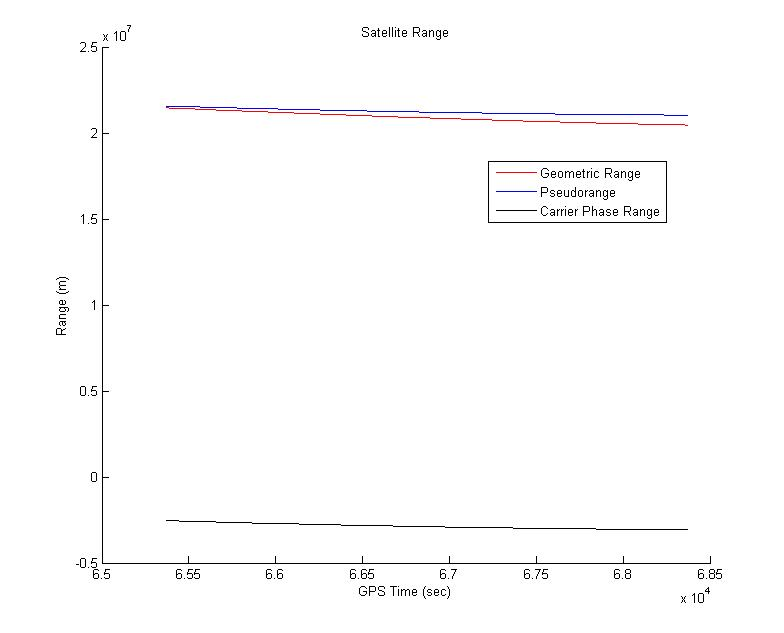 Satellite Range
x 10^7
2.5
2
1.5
1
0.5
0
-0.5
Range (m)
Geometric Range
Pseudorange
Carrier Phase Range
6.5 6.55 6.6 6.65 6.7 6.75 6.8 6.85
GPS Time (sec)
x 10^4